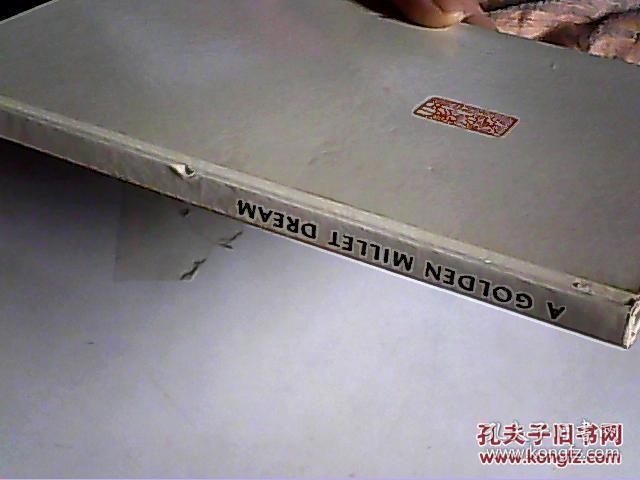 A GOLDEN MILLET DREAM
孔夫子旧书网
www.kongfz.com